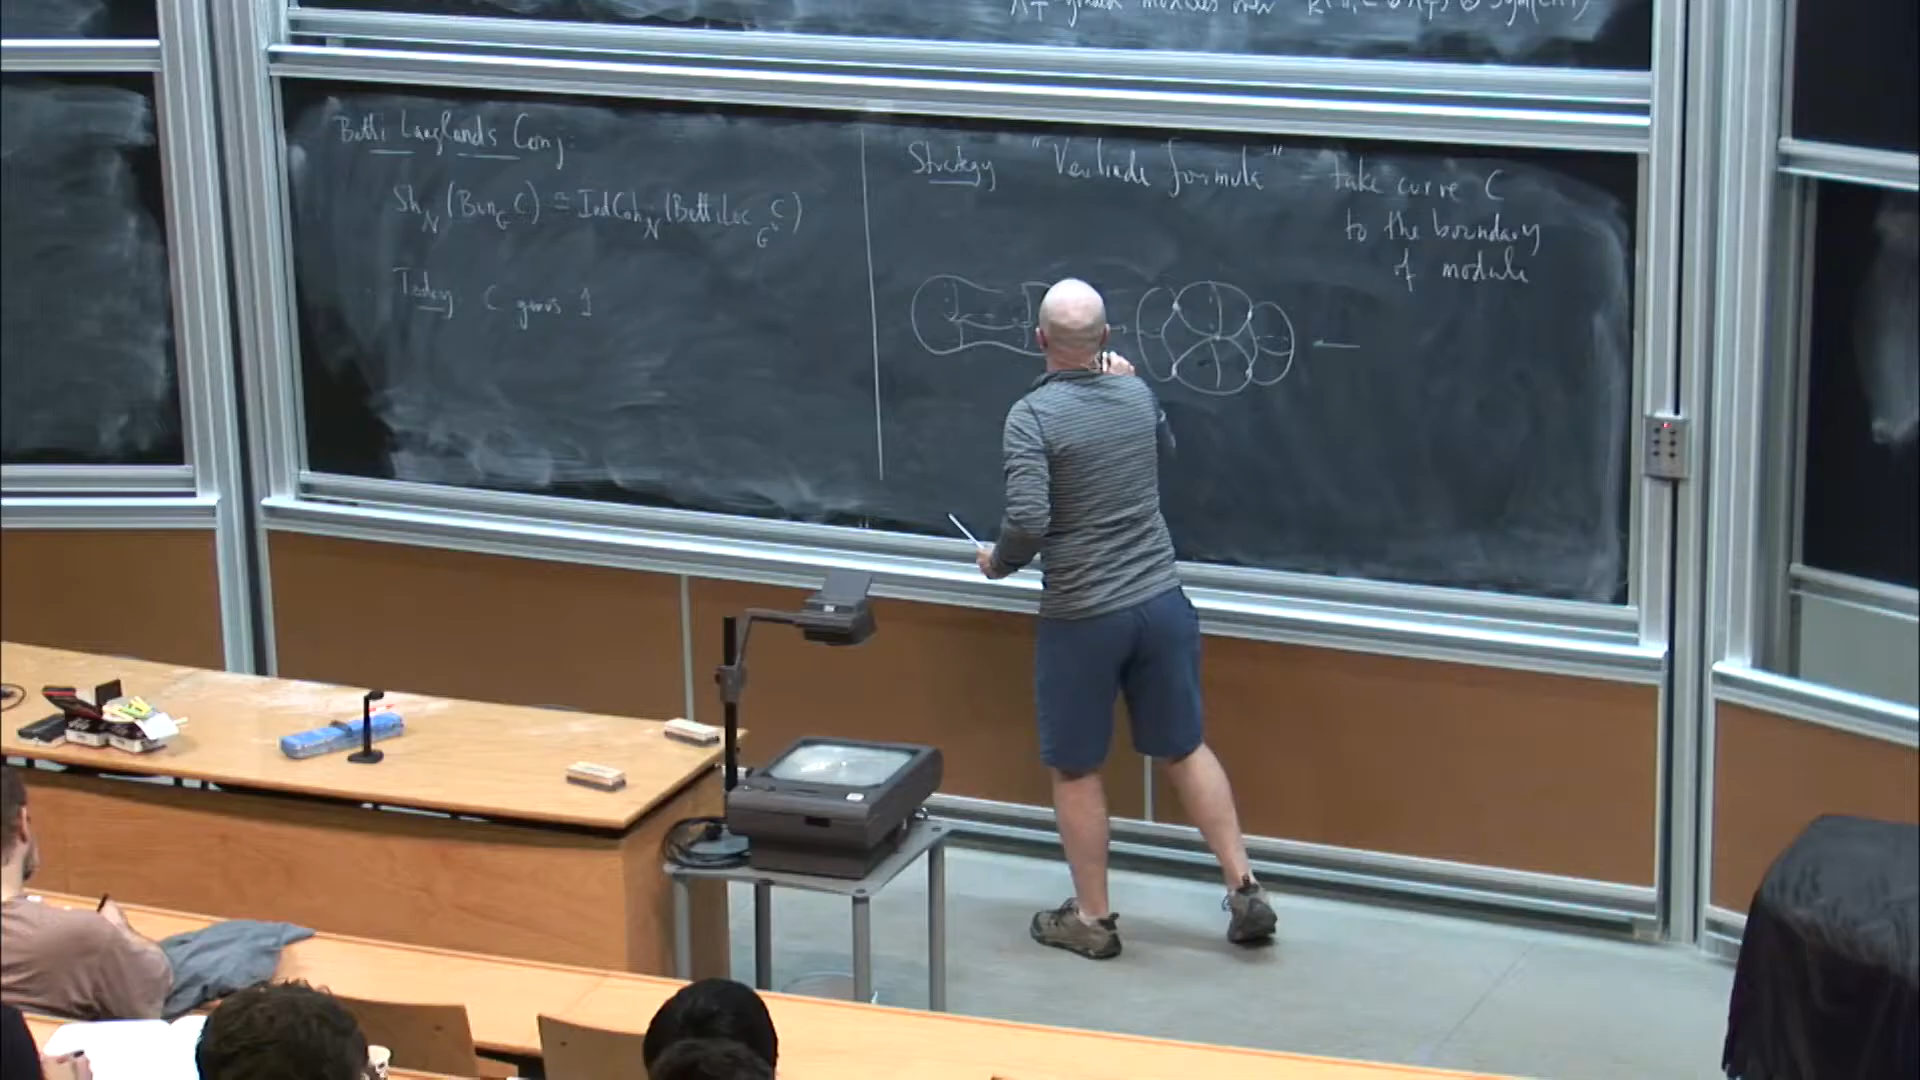 Betti Langlands Conj:
Sh_N (Bun_G C) ≅ IndCoh_N (BettiLoc_{G^∨} C)
Today C genus 1
Strategy "Verlinde formula" - take curve C
to the boundary
of moduli